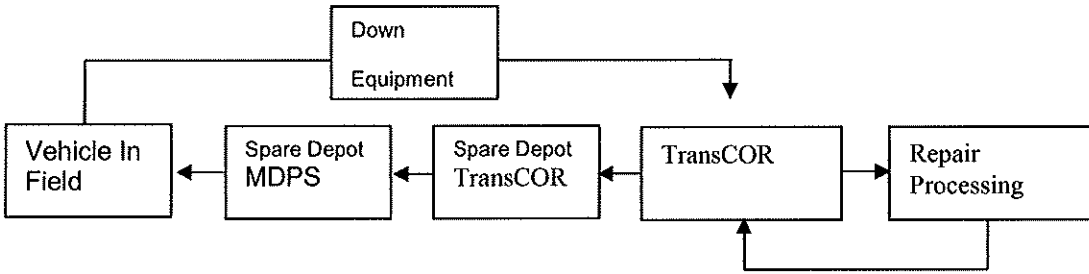 Down
Equipment
Vehicle In
Field
Spare Depot
MDPS
Spare Depot
TransCOR
TransCOR
Repair
Processing